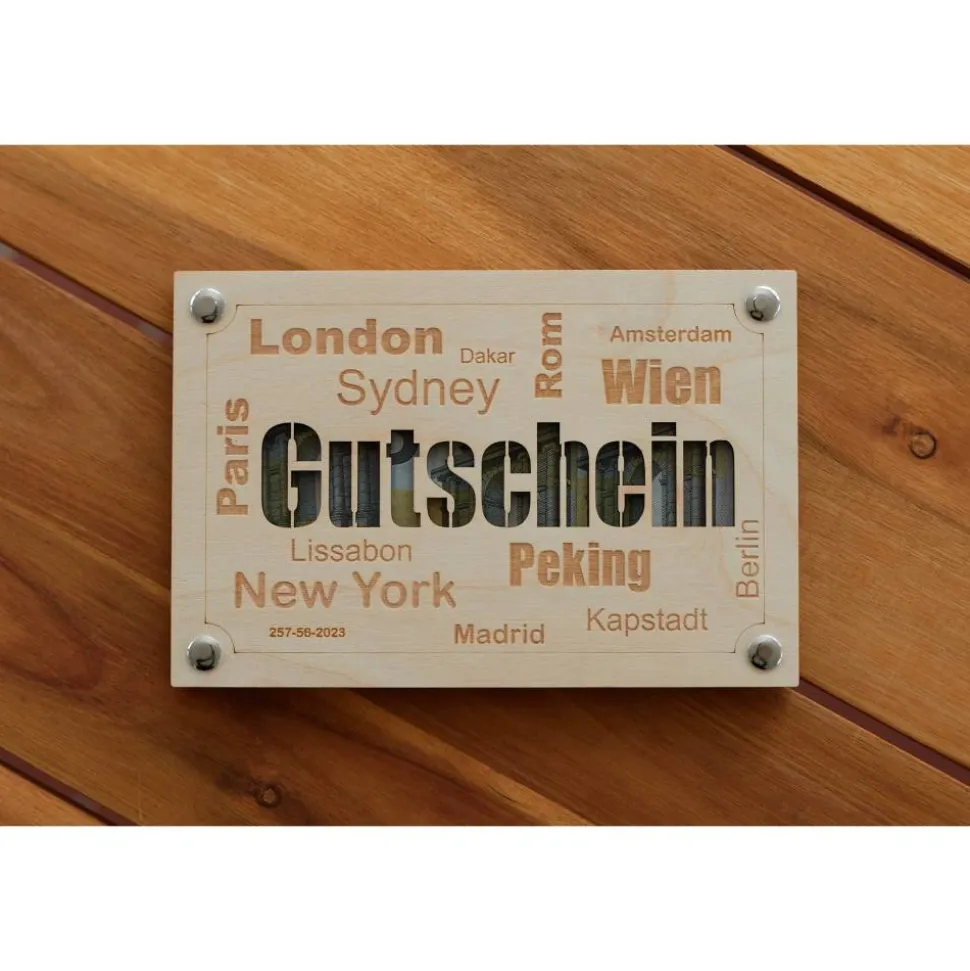 London
Dakar
Rom
Amsterdam
Sydney
Wien
Paris
Gutschein
Lissabon
Peking
Berlin
New York
Kapstadt
257-56-2023
Madrid